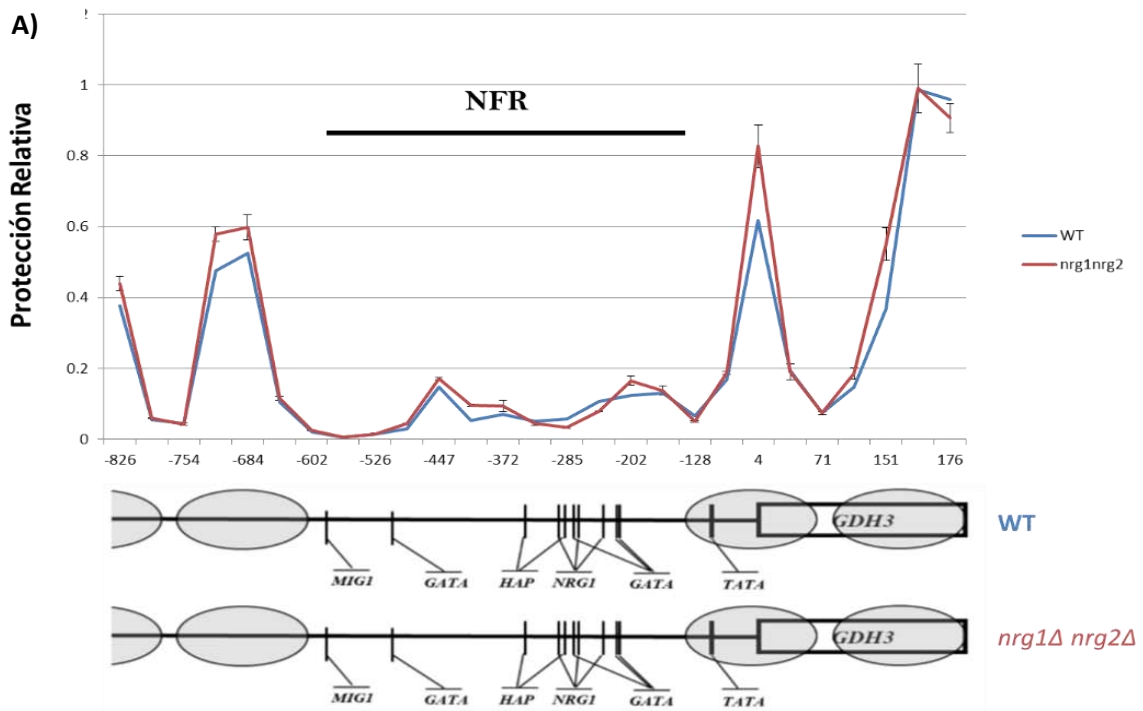 A)
2
1
0.8
0.6
0.4
0.2
0
Protección Relativa
NFR
WT
nrg1nrg2
-826 -754 -684 -602 -526 -447 -372 -285 -202 -128 4 71 151 176
GDH3 WT
MIG1 GATA HAP NRG1 GATA TATA
GDH3 nrg1Δ nrg2Δ
MIG1 GATA HAP NRG1 GATA TATA